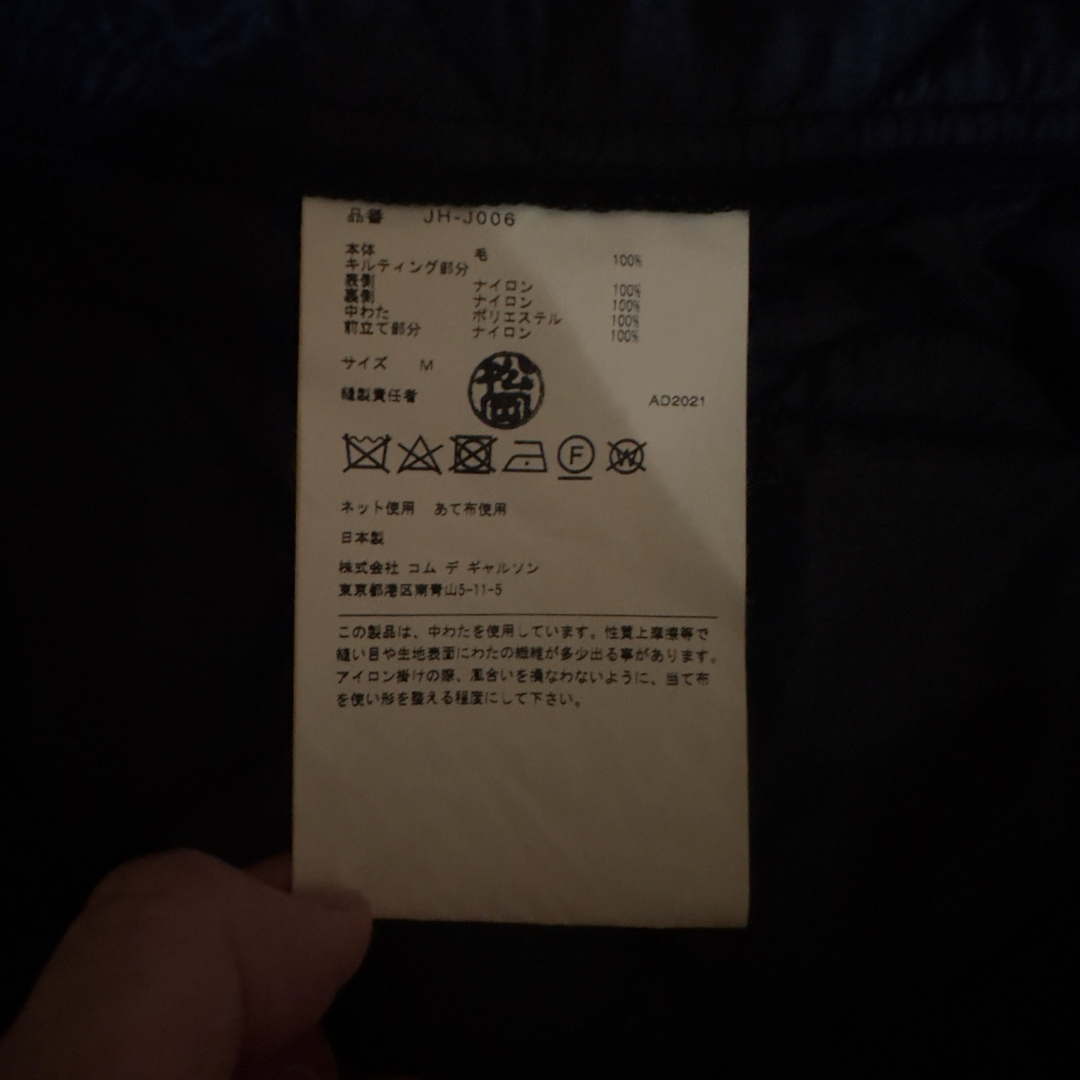 品番 JH-J006
本体 毛 100%
キルティング部分
表側 ナイロン 100%
裏側 ナイロン 100%
中わた ポリエステル 100%
前立て部分 ナイロン 100%
サイズ M
縫製責任者 松岡 AD2021
F W
ネット使用 あて布使用
日本製
株式会社 コム デ ギャルソン
東京都港区南青山5-11-5
この製品は、中わたを使用しています。性質上摩擦等で
縫い目や生地表面にわたの繊維が多少出る事があります。
アイロン掛けの際、風合いを損なわないように、当て布
を使い形を整える程度にして下さい。